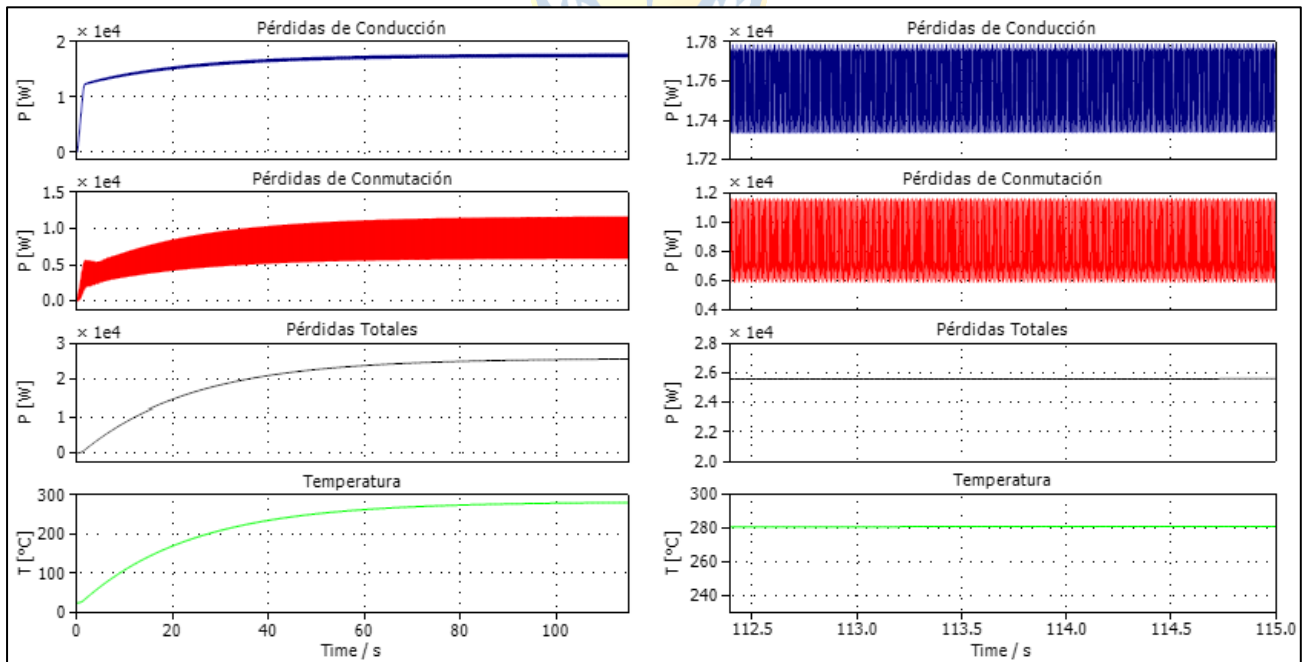 Pérdidas de Conducción
× 1e4
P [W]
2
1
0
Pérdidas de Conmutación
× 1e4
P [W]
1.5
1.0
0.5
0.0
Pérdidas Totales
× 1e4
P [W]
3
2
1
0
Temperatura
T [ºC]
300
200
100
0
0 20 40 60 80 100
Time / s
Pérdidas de Conducción
× 1e4
P [W]
1.78
1.76
1.74
1.72
Pérdidas de Conmutación
× 1e4
P [W]
1.2
1.0
0.8
0.6
0.4
Pérdidas Totales
× 1e4
P [W]
2.8
2.6
2.4
2.2
2.0
Temperatura
T [ºC]
300
280
260
240
112.5 113.0 113.5 114.0 114.5 115.0
Time / s